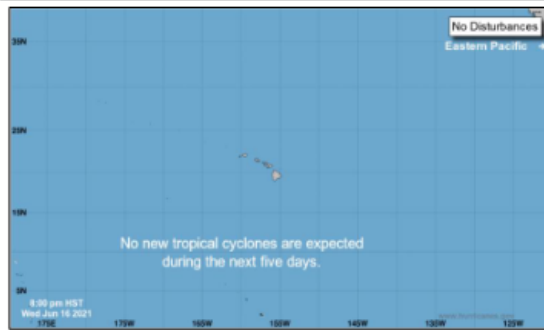 No Disturbances
Eastern Pacific
35N
25N
15N
No new tropical cyclones are expected
during the next five days.
5N
8:00 pm HST
Wed Jun 16 2021
175E
175W
165W
155W
145W
135W
125W